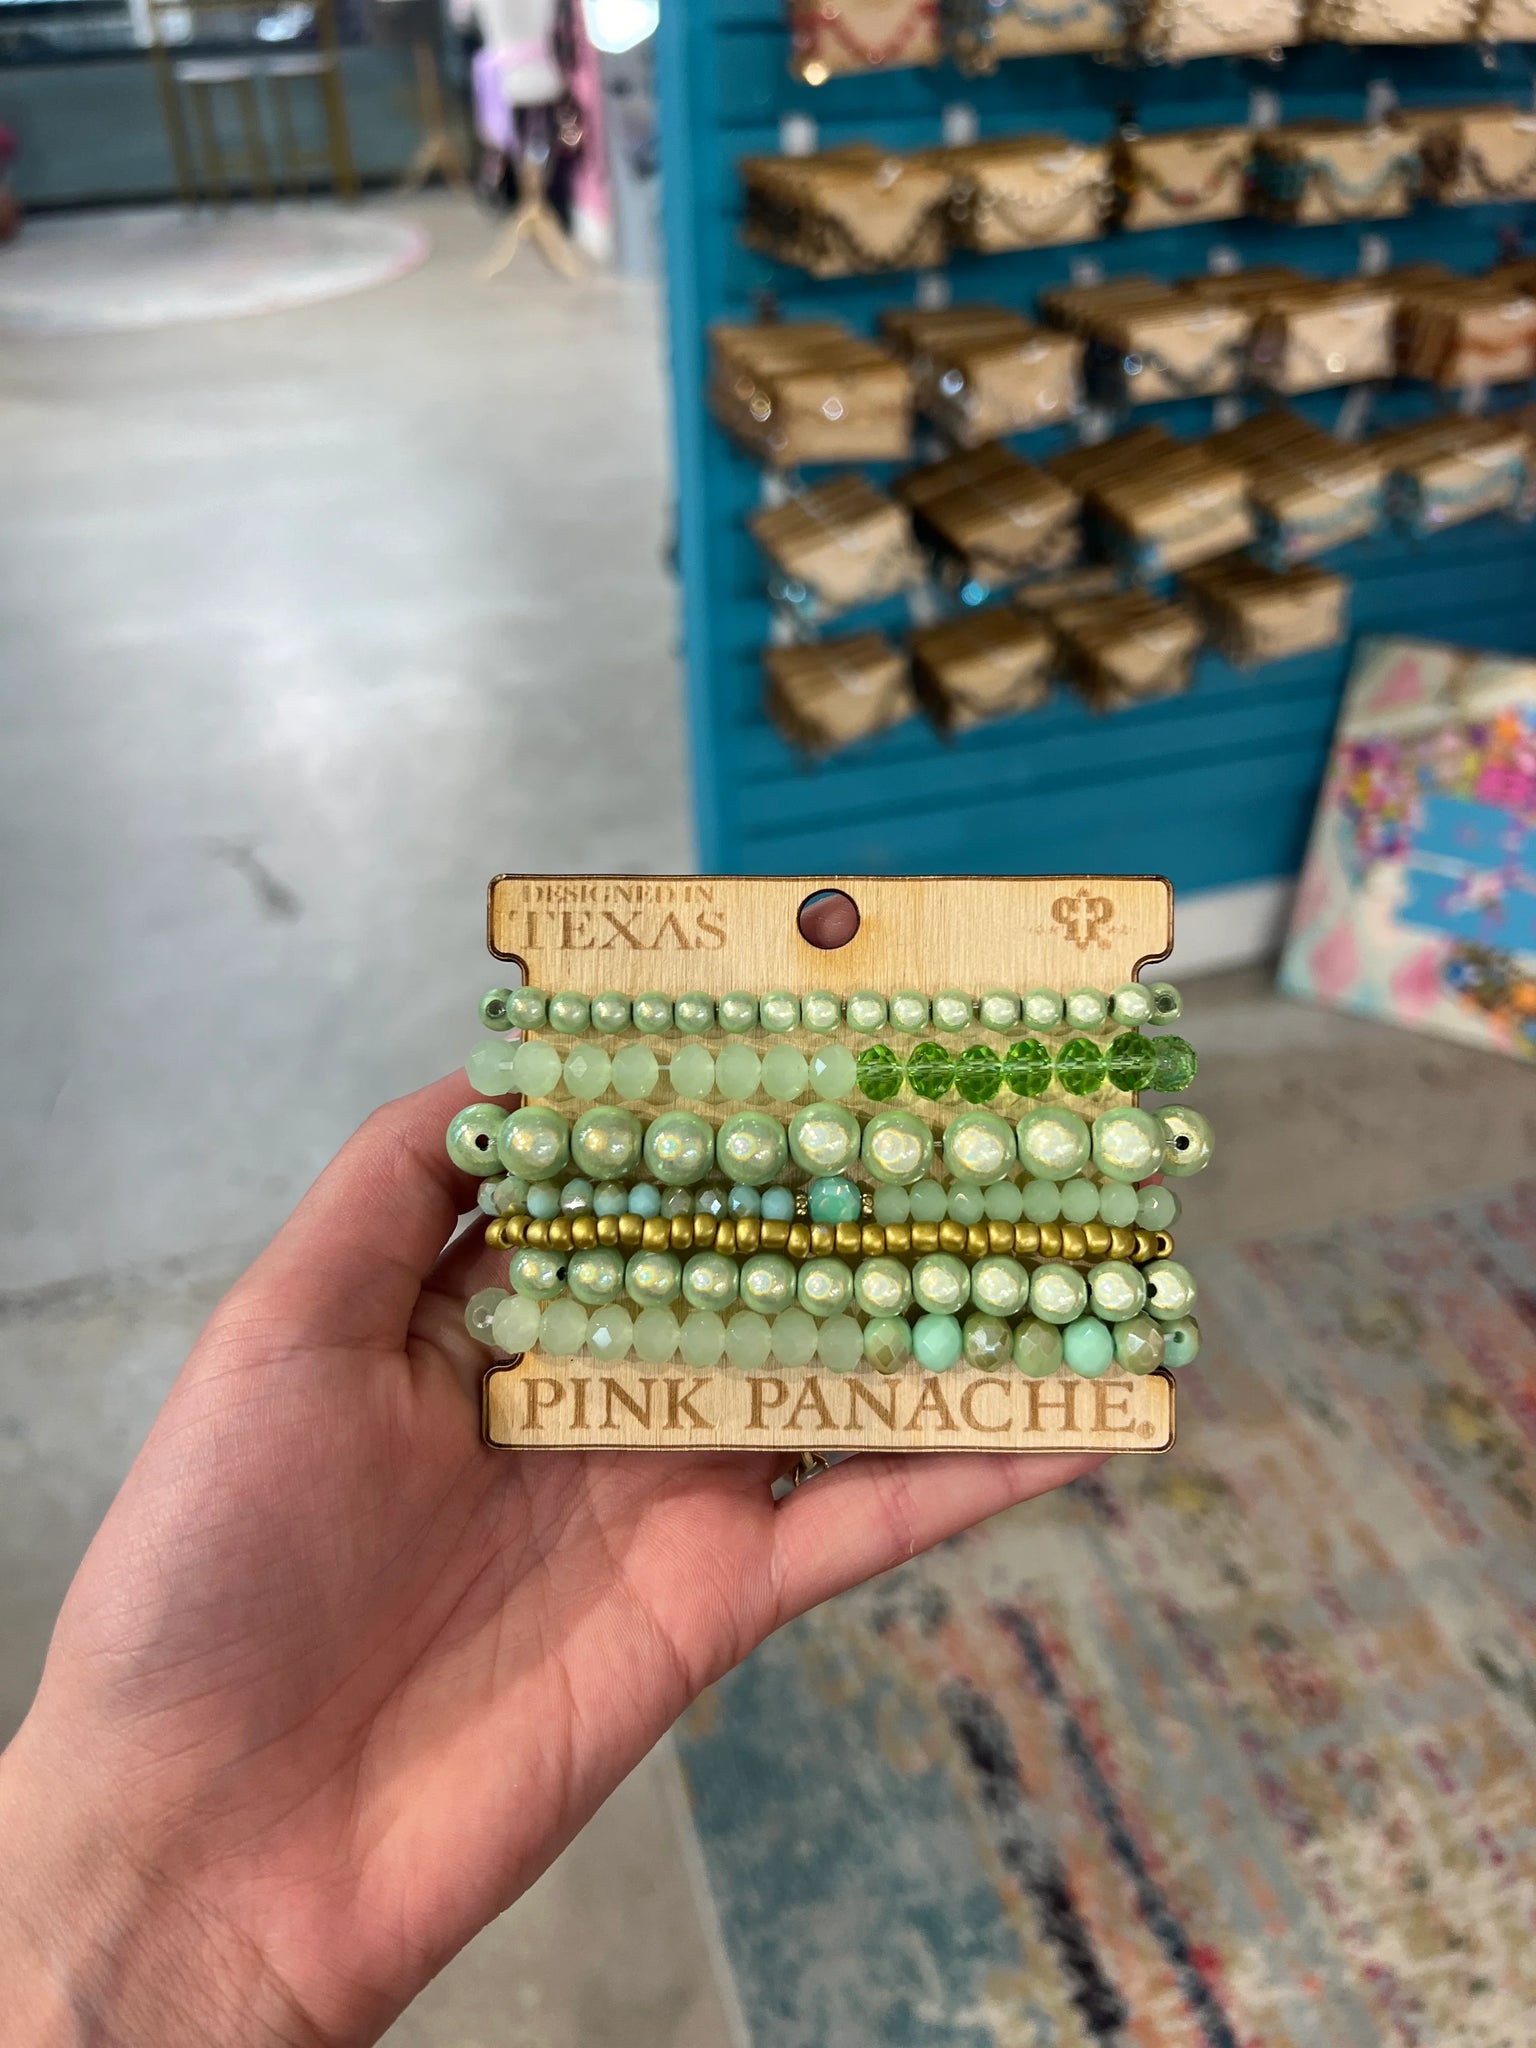 DESIGNED IN
TEXAS
PINK PANACHE®